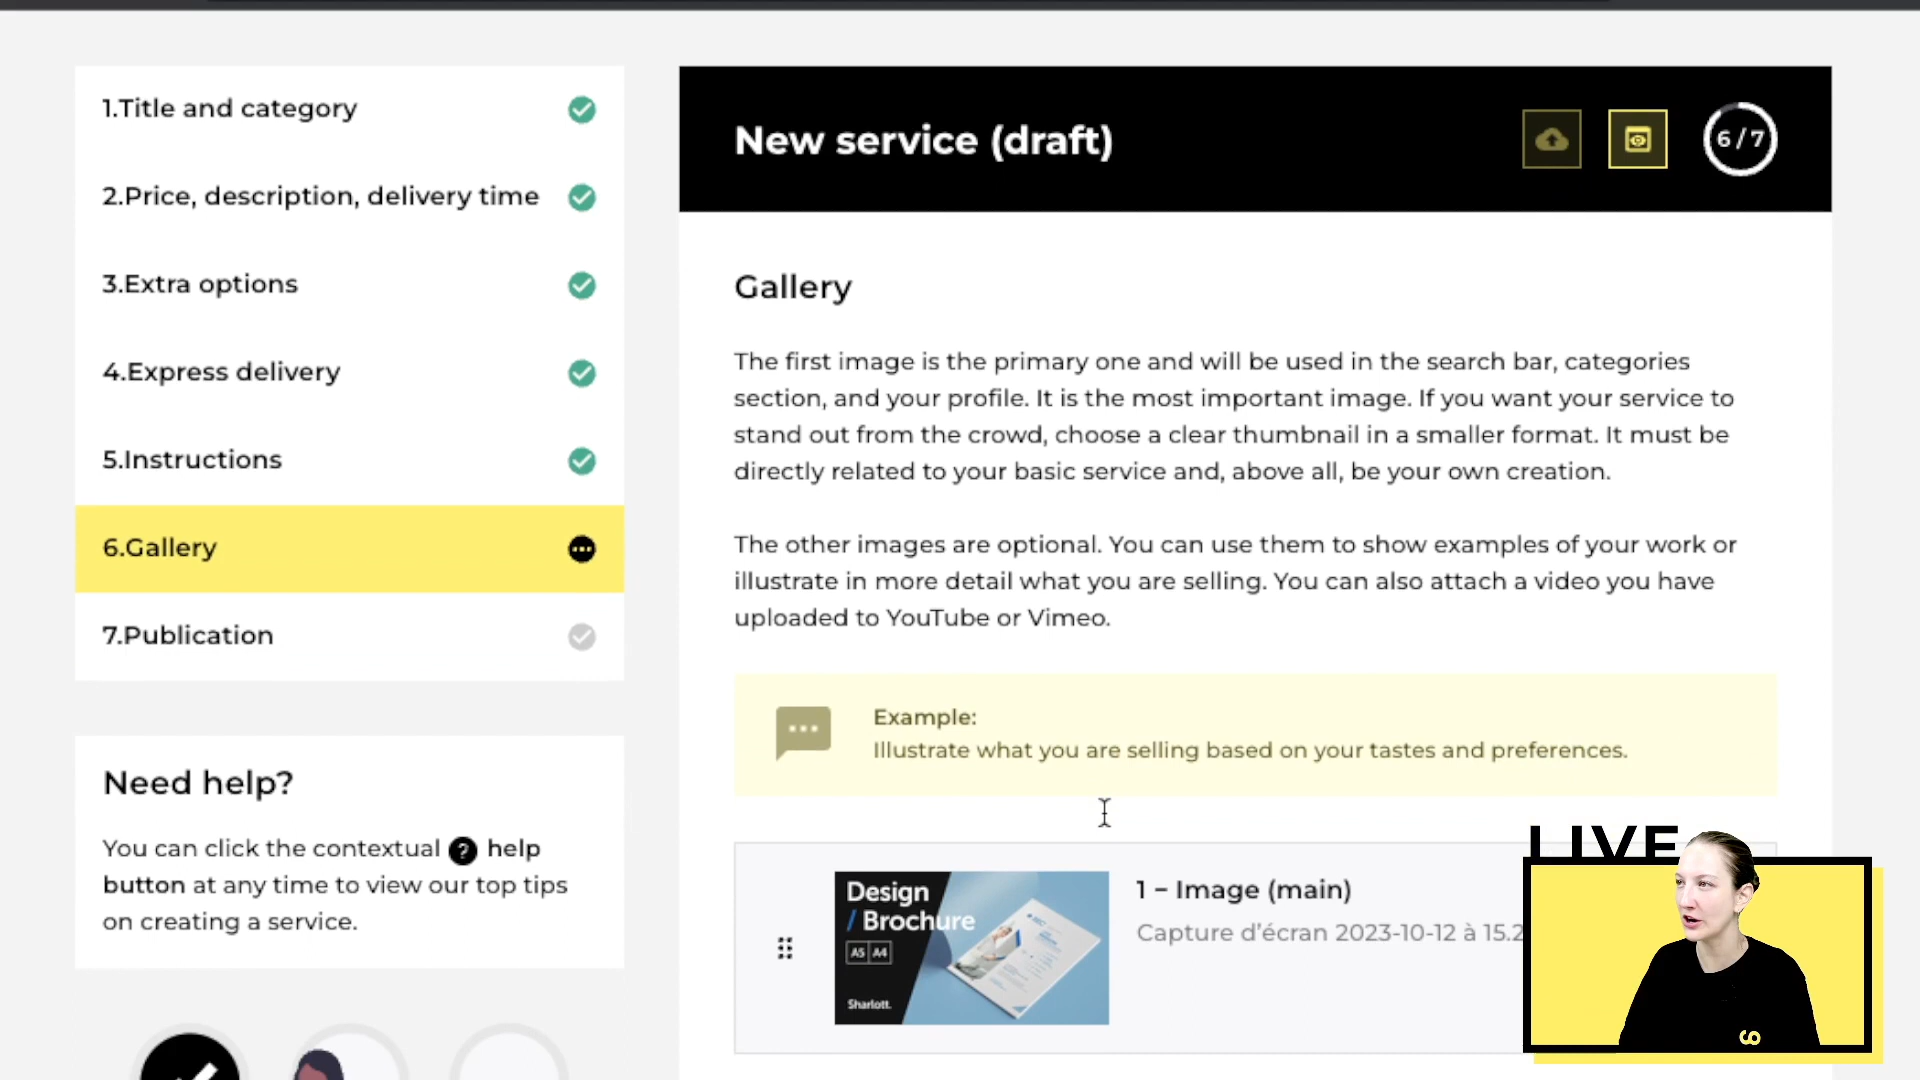 1.Title and category
2.Price, description, delivery time
3.Extra options
4.Express delivery
5.Instructions
6.Gallery
7.Publication
Need help?
You can click the contextual ? help
button at any time to view our top tips
on creating a service.
New service (draft)
6 / 7
Gallery
The first image is the primary one and will be used in the search bar, categories
section, and your profile. It is the most important image. If you want your service to
stand out from the crowd, choose a clear thumbnail in a smaller format. It must be
directly related to your basic service and, above all, be your own creation.
The other images are optional. You can use them to show examples of your work or
illustrate in more detail what you are selling. You can also attach a video you have
uploaded to YouTube or Vimeo.
Example:
Illustrate what you are selling based on your tastes and preferences.
Design
/ Brochure
A5 A4
Sharlott.
1 – Image (main)
Capture d'écran 2023-10-12 à 15.2
LIVE